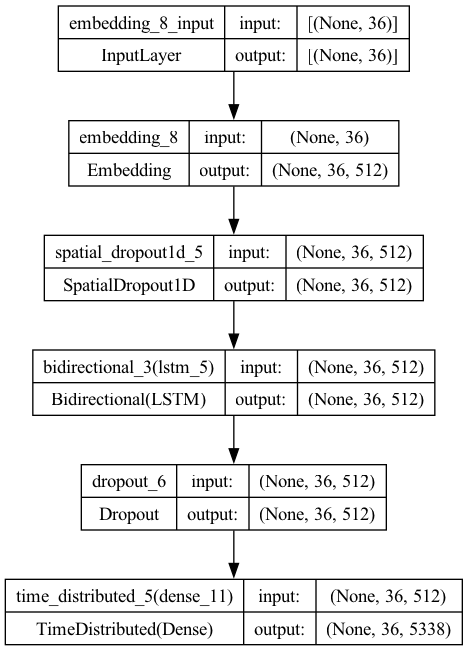 embedding_8_input input: [(None, 36)]
InputLayer output: [(None, 36)]
embedding_8 input: (None, 36)
Embedding output: (None, 36, 512)
spatial_dropout1d_5 input: (None, 36, 512)
SpatialDropout1D output: (None, 36, 512)
bidirectional_3(lstm_5) input: (None, 36, 512)
Bidirectional(LSTM) output: (None, 36, 512)
dropout_6 input: (None, 36, 512)
Dropout output: (None, 36, 512)
time_distributed_5(dense_11) input: (None, 36, 512)
TimeDistributed(Dense) output: (None, 36, 5338)